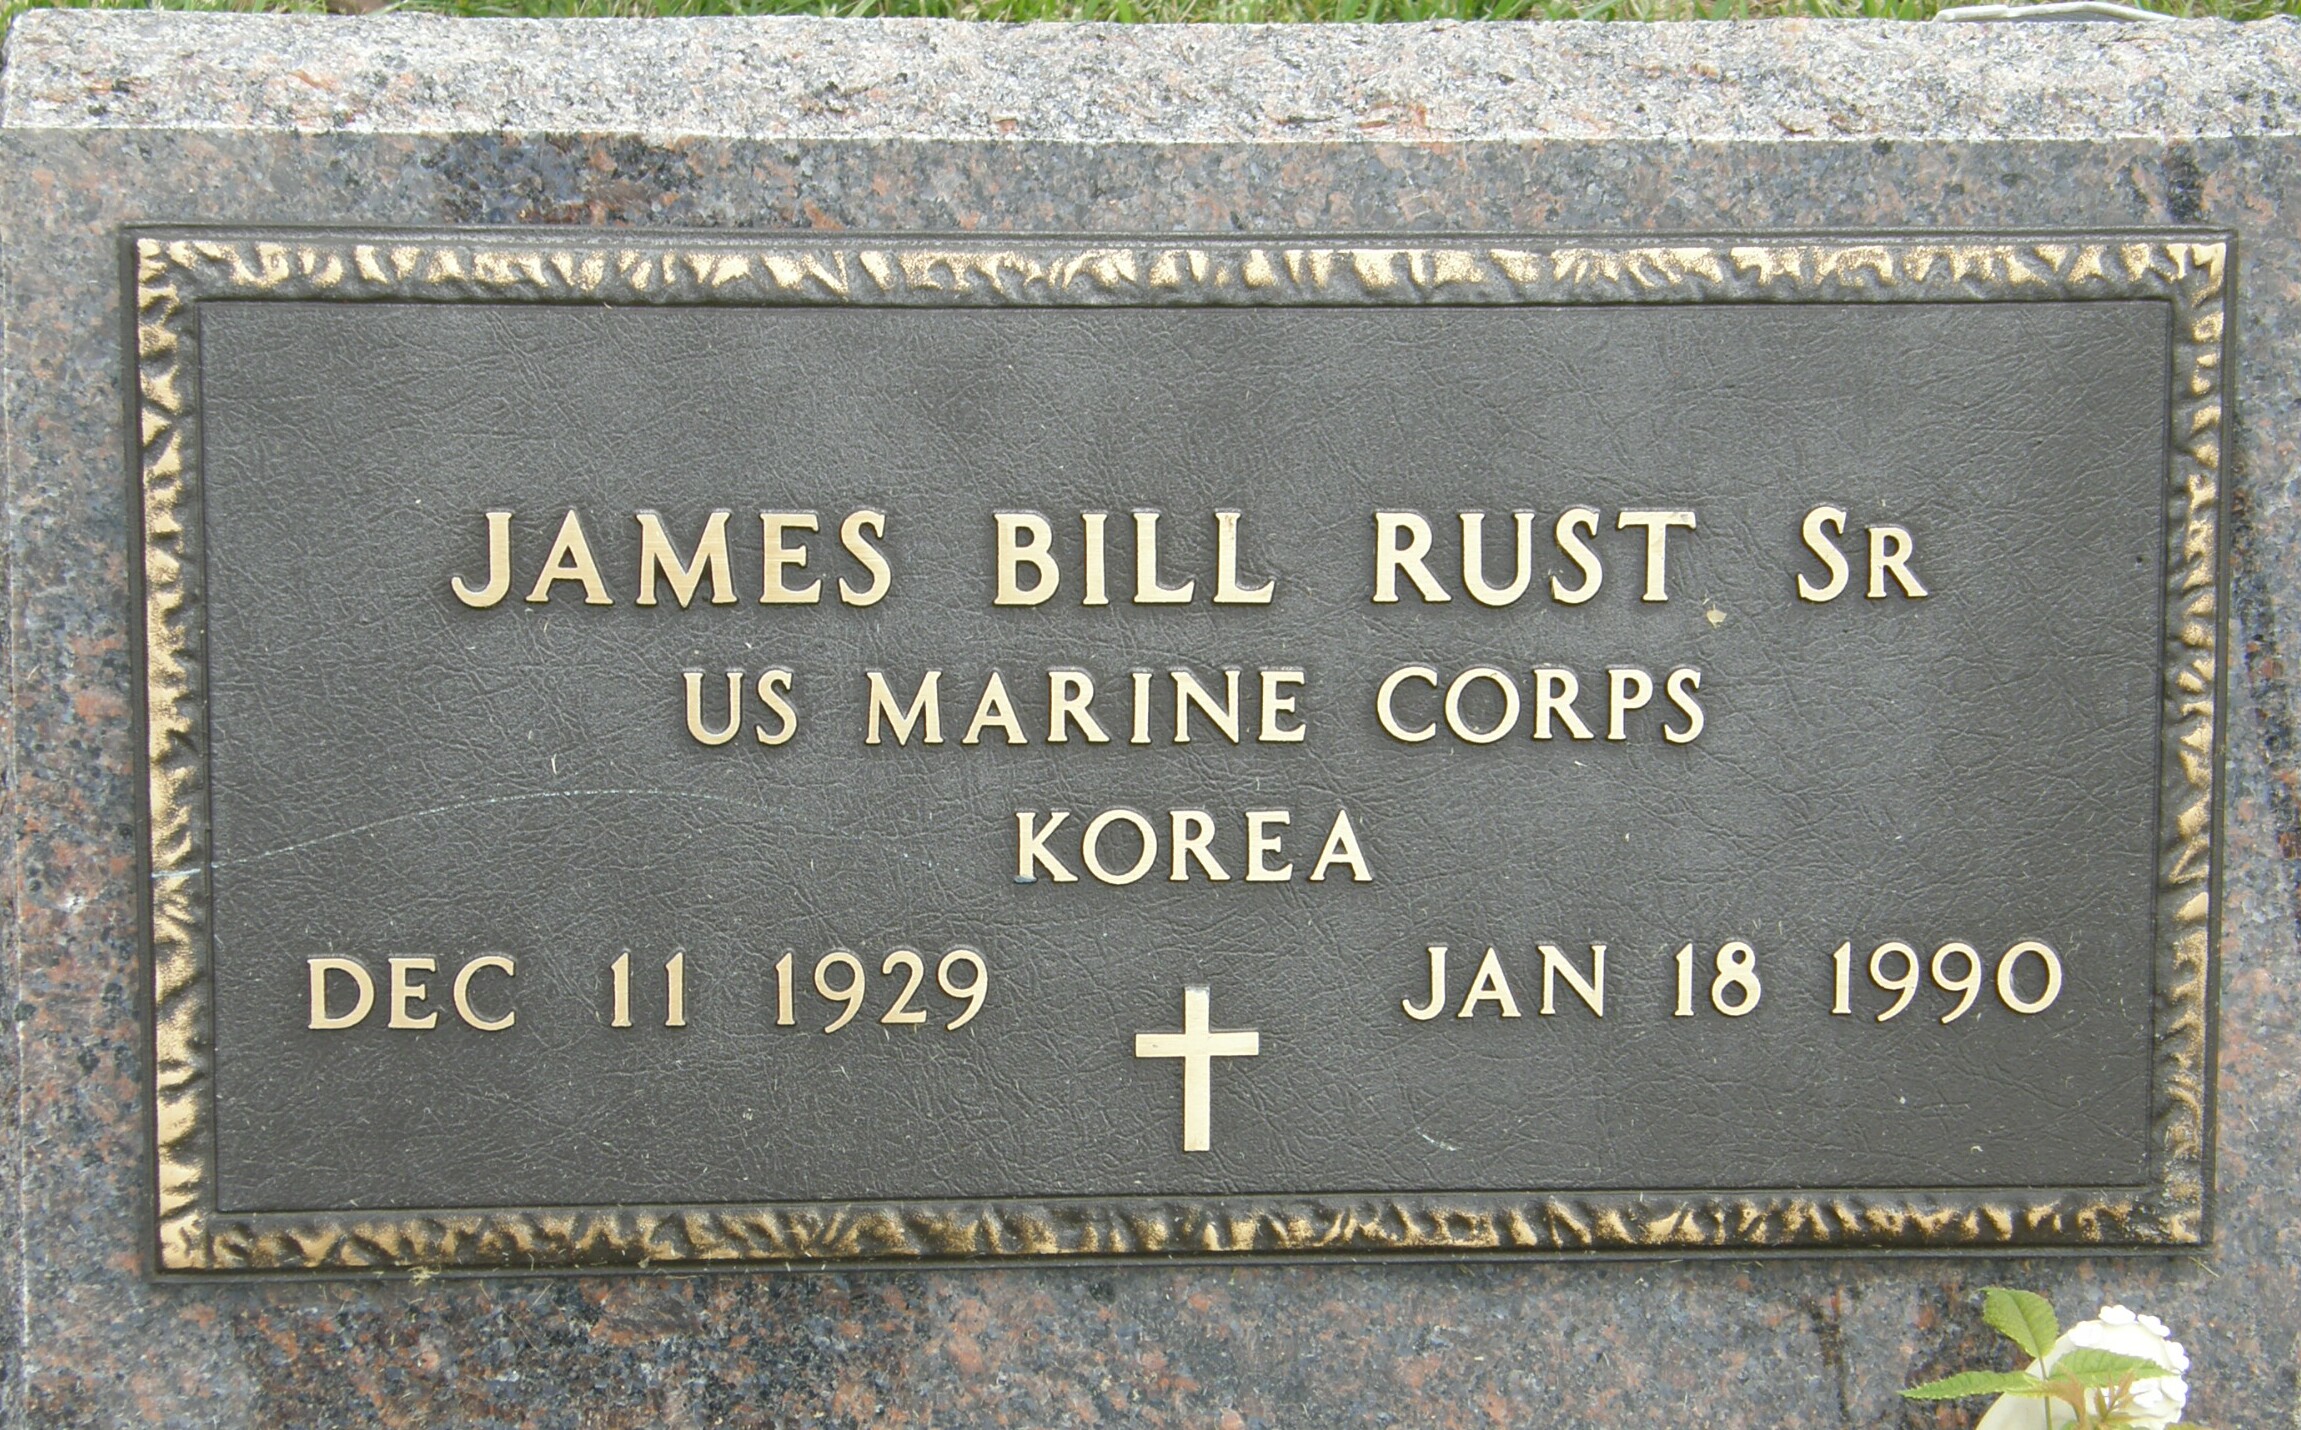 JAMES BILL RUST SR
US MARINE CORPS
KOREA
DEC 11 1929 JAN 18 1990